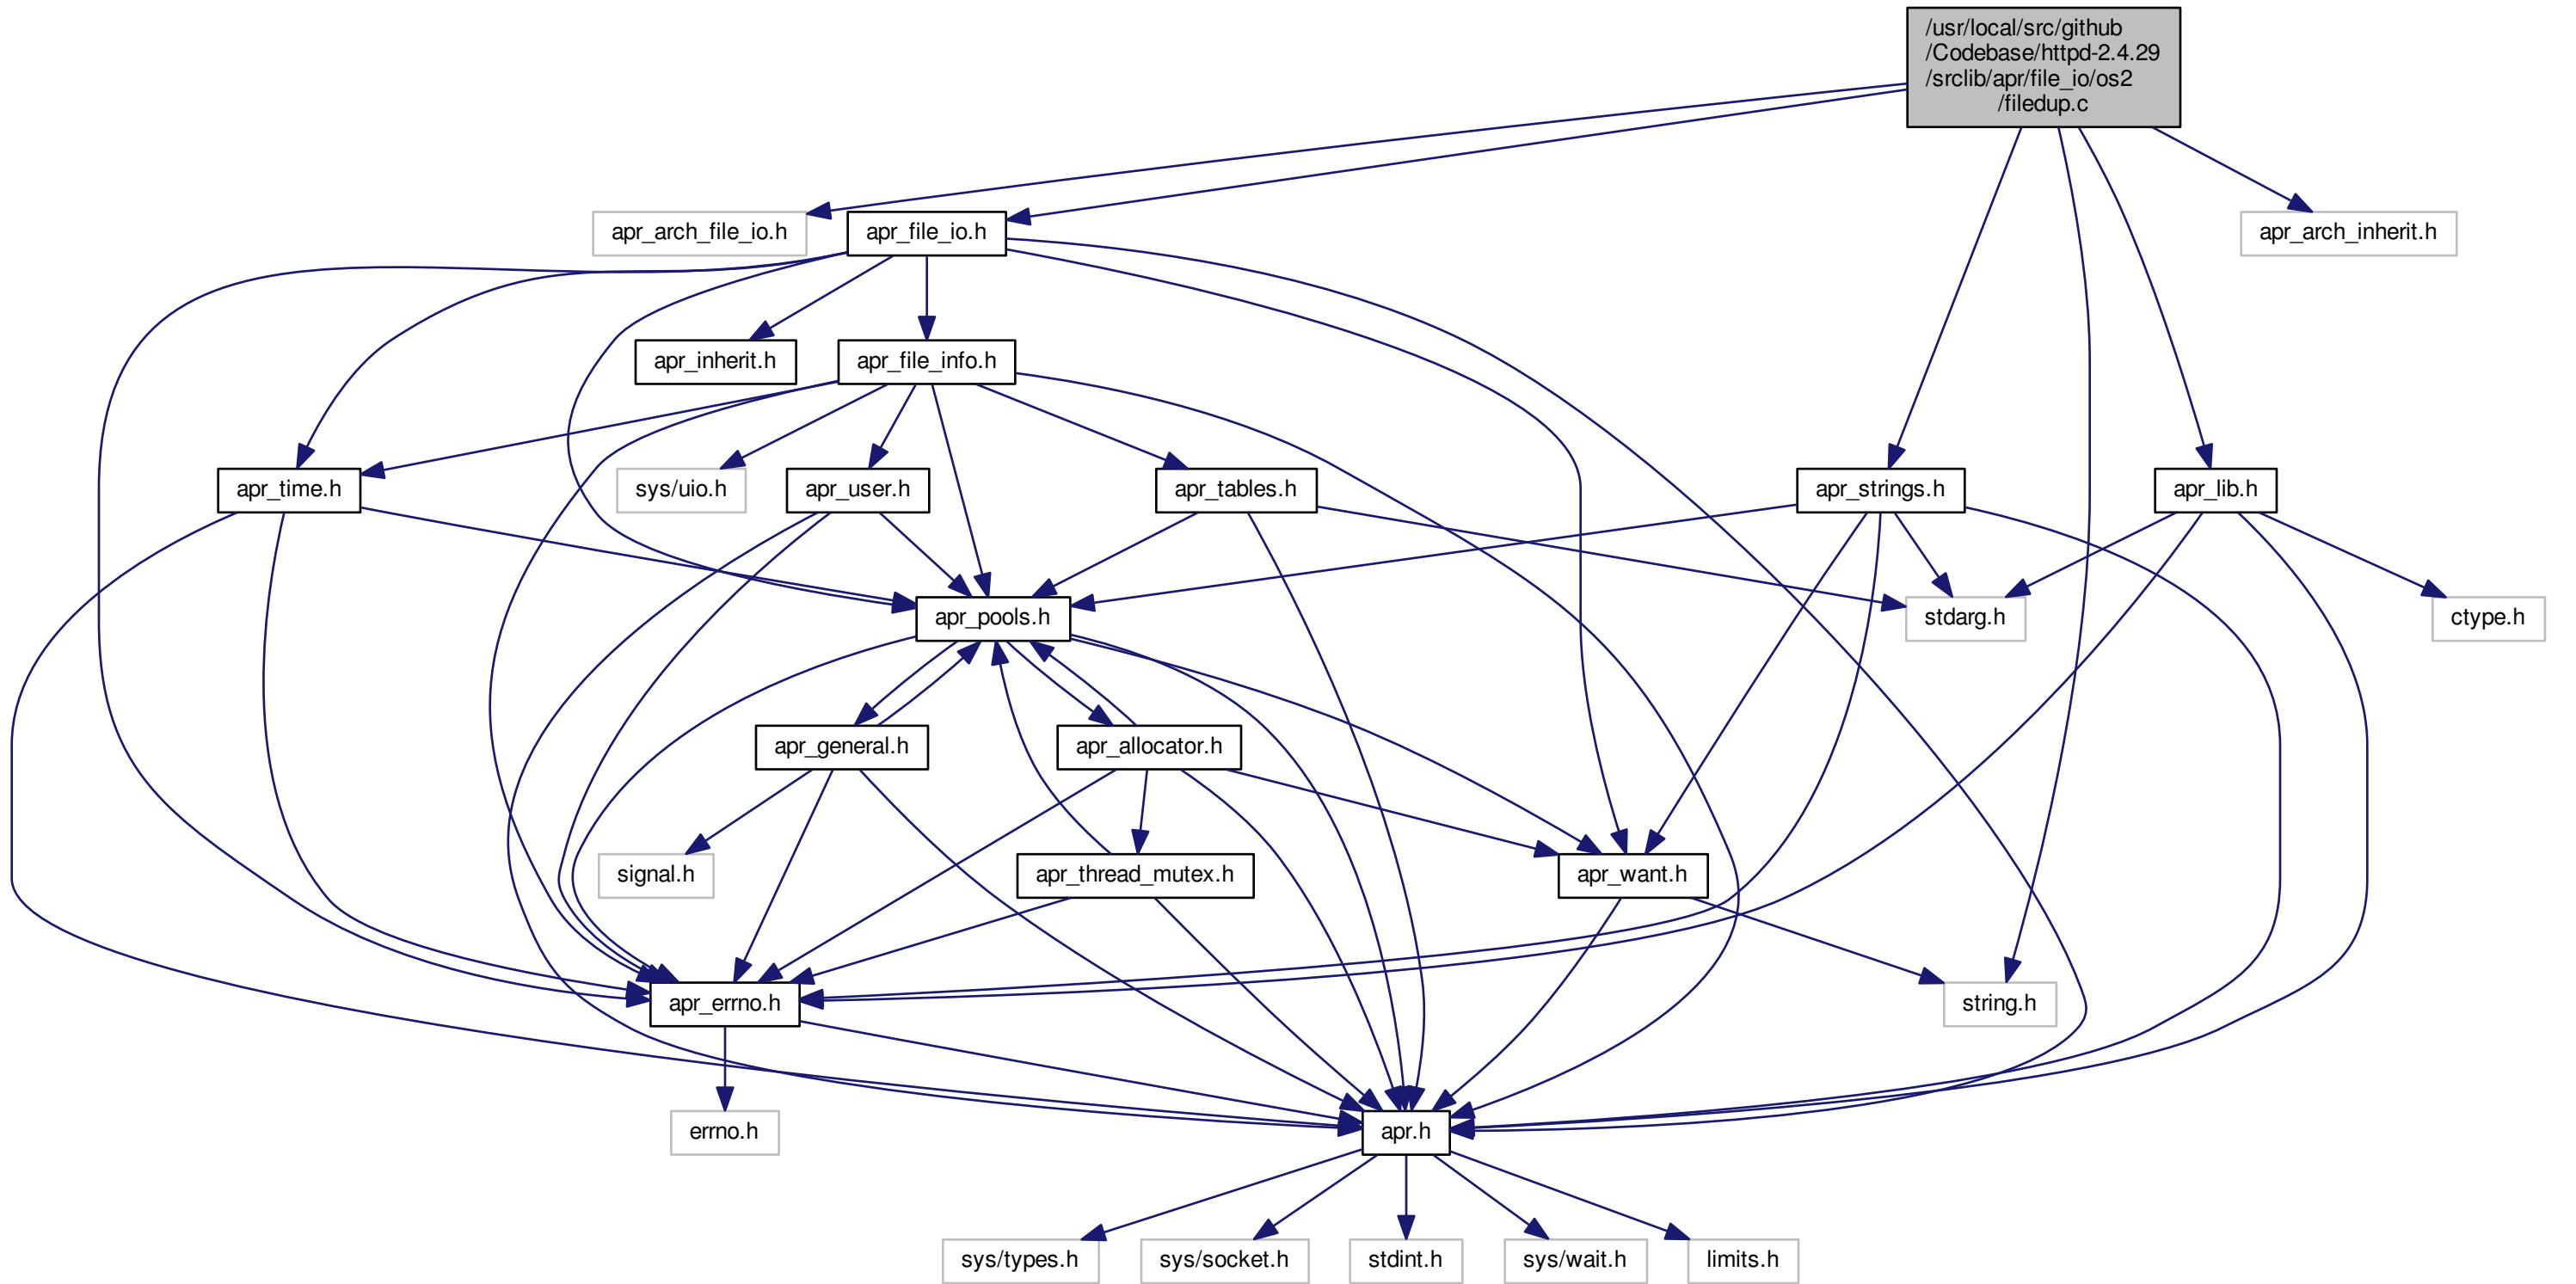 /usr/local/src/github
/Codebase/httpd-2.4.29
/srclib/apr/file_io/os2
/filedup.c
apr_arch_file_io.h
apr_file_io.h
apr_arch_inherit.h
apr_inherit.h
apr_file_info.h
apr_time.h
sys/uio.h
apr_user.h
apr_tables.h
apr_strings.h
apr_lib.h
apr_pools.h
stdarg.h
ctype.h
apr_general.h
apr_allocator.h
signal.h
apr_thread_mutex.h
apr_want.h
apr_errno.h
string.h
errno.h
apr.h
sys/types.h
sys/socket.h
stdint.h
sys/wait.h
limits.h